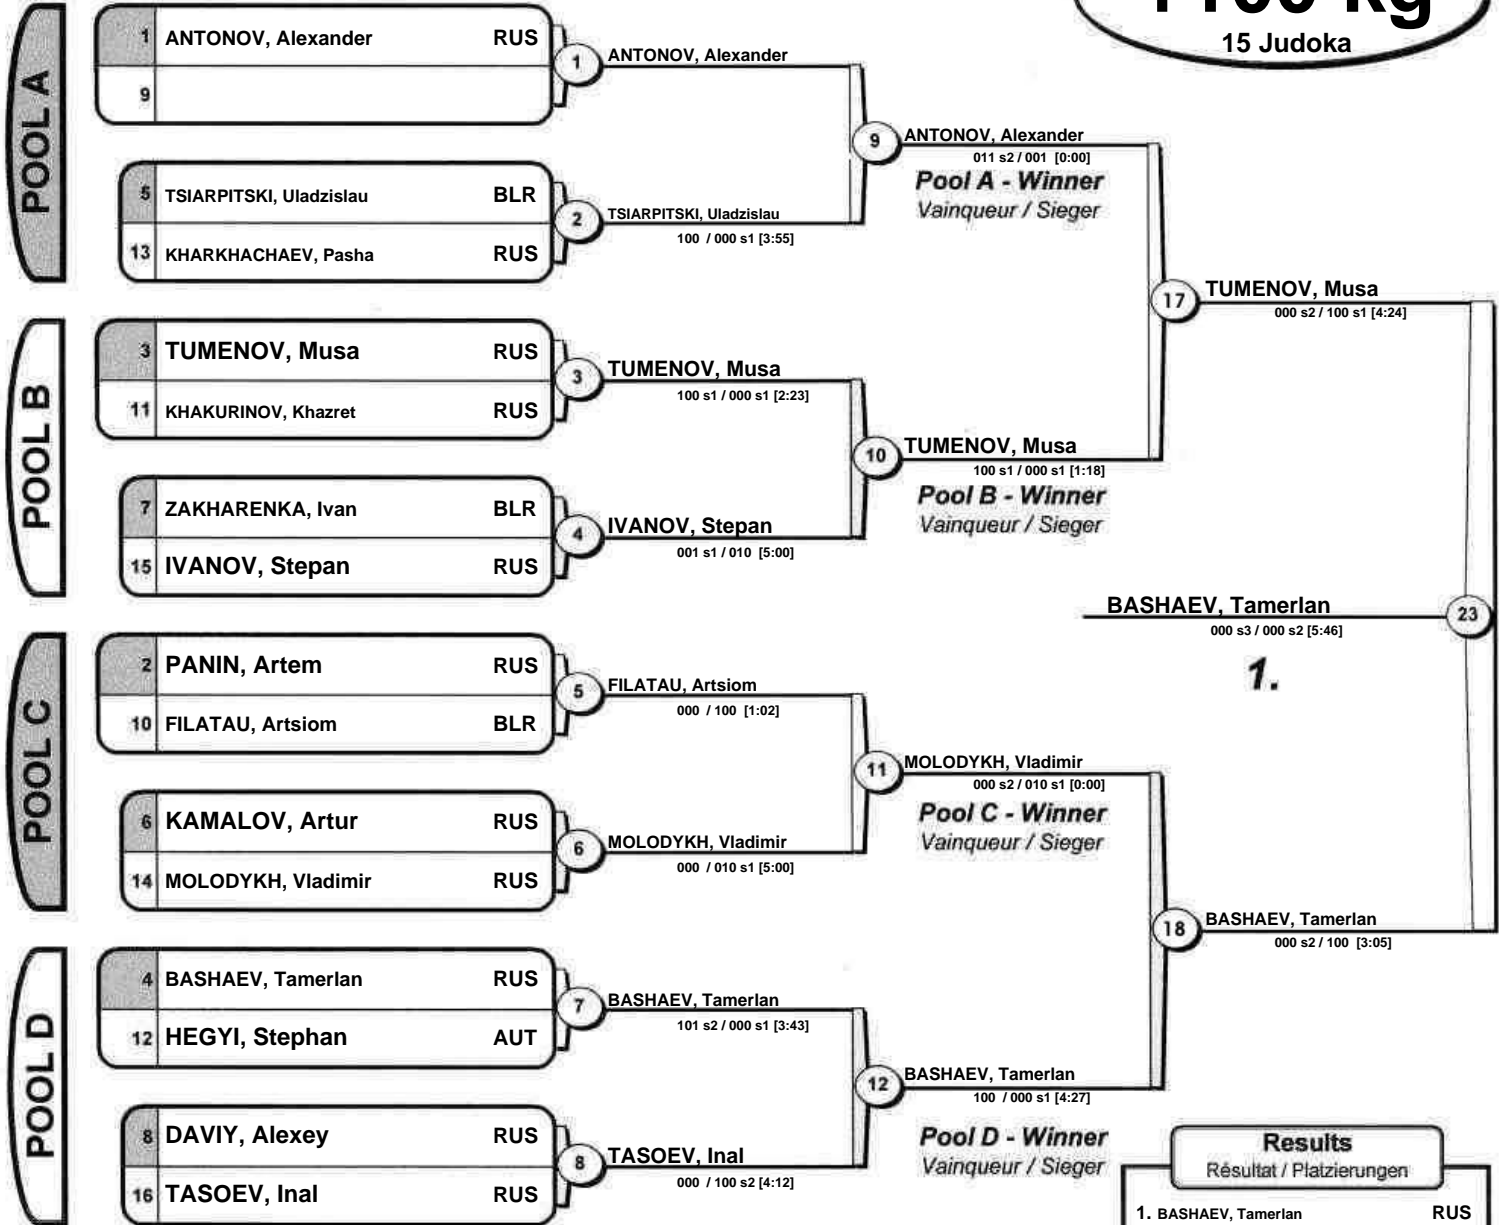 15 Judoka
POOL A
1 ANTONOV, Alexander RUS
9
1 ANTONOV, Alexander
5 TSIARPITSKI, Uladzislau BLR
13 KHARKHACHAEV, Pasha RUS
2 TSIARPITSKI, Uladzislau
100 / 000 s1 [3:55]
9 ANTONOV, Alexander
011 s2 / 001 [0:00]
Pool A - Winner
Vainqueur / Sieger
POOL B
3 TUMENOV, Musa RUS
11 KHAKURINOV, Khazret RUS
3 TUMENOV, Musa
100 s1 / 000 s1 [2:23]
7 ZAKHARENKA, Ivan BLR
15 IVANOV, Stepan RUS
4 IVANOV, Stepan
001 s1 / 010 [5:00]
10 TUMENOV, Musa
100 s1 / 000 s1 [1:18]
Pool B - Winner
Vainqueur / Sieger
17 TUMENOV, Musa
000 s2 / 100 s1 [4:24]
BASHAEV, Tamerlan 23
000 s3 / 000 s2 [5:46]
1.
POOL C
2 PANIN, Artem RUS
10 FILATAU, Artsiom BLR
5 FILATAU, Artsiom
000 / 100 [1:02]
6 KAMALOV, Artur RUS
14 MOLODYKH, Vladimir RUS
6 MOLODYKH, Vladimir
000 / 010 s1 [5:00]
11 MOLODYKH, Vladimir
000 s2 / 010 s1 [0:00]
Pool C - Winner
Vainqueur / Sieger
18 BASHAEV, Tamerlan
000 s2 / 100 [3:05]
POOL D
4 BASHAEV, Tamerlan RUS
12 HEGYI, Stephan AUT
7 BASHAEV, Tamerlan
101 s2 / 000 s1 [3:43]
8 DAVIY, Alexey RUS
16 TASOEV, Inal RUS
8 TASOEV, Inal
000 / 100 s2 [4:12]
12 BASHAEV, Tamerlan
100 / 000 s1 [4:27]
Pool D - Winner
Vainqueur / Sieger
Results
Résultat / Platzierungen
1. BASHAEV, Tamerlan RUS